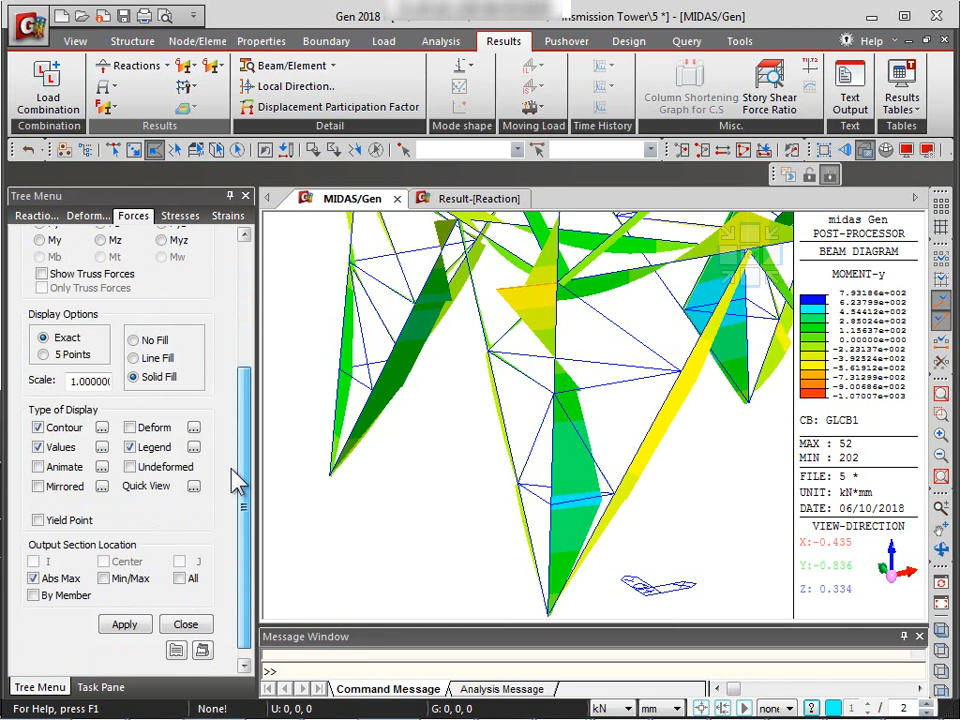 Gen 2018
nsmission Tower\5 *] - [MIDAS/Gen]
View Structure Node/Eleme Properties Boundary Load Analysis Results Pushover Design Query Tools Help
Load Combination
Combination
Reactions
Results
Beam/Element
Local Direction..
Displacement Participation Factor
Detail
Mode shape
Moving Load
Time History
Column Shortening Graph for C.S
Story Shear Force Ratio
Misc.
Text Output
Text
Results Tables
Tables
Tree Menu
Reactio... Deform... Forces Stresses Strains
My Mz Myz
Mb Mt Mw
Show Truss Forces
Only Truss Forces
Display Options
Exact
5 Points
No Fill
Line Fill
Solid Fill
Scale: 1.00000(
Type of Display
Contour ... Deform ...
Values ... Legend ...
Animate ... Undeformed
Mirrored ... Quick View ...
Yield Point
Output Section Location
I Center J
Abs Max Min/Max All
By Member
Apply Close
Tree Menu Task Pane
MIDAS/Gen
Result-[Reaction]
midas Gen
POST-PROCESSOR
BEAM DIAGRAM
MOMENT-y
7.93186e+002
6.23799e+002
4.54412e+002
2.85024e+002
1.15637e+002
0.00000e+000
-2.23137e+002
-3.92524e+002
-5.61912e+002
-7.31299e+002
-9.00686e+002
-1.07007e+003
CB: GLCB1
MAX : 52
MIN : 202
FILE: 5 *
UNIT: kN*mm
DATE: 06/10/2018
VIEW-DIRECTION
X:-0.435
Y:-0.836
Z: 0.334
Message Window
>>
Command Message Analysis Message
For Help, press F1 None! U: 0, 0, 0 G: 0, 0, 0 kN mm none 1 / 2